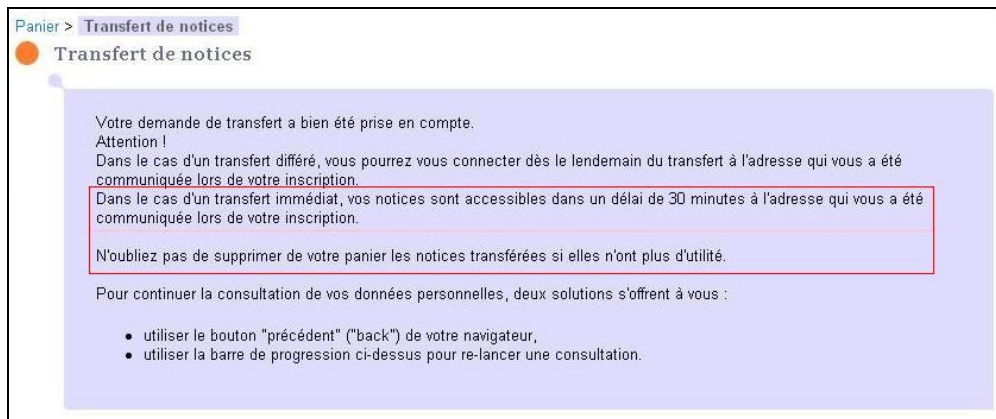 Panier > Transfert de notices
Transfert de notices
Votre demande de transfert a bien été prise en compte.
Attention !
Dans le cas d'un transfert différé, vous pourrez vous connecter dès le lendemain du transfert à l'adresse qui vous a été
communiquée lors de votre inscription.
Dans le cas d'un transfert immédiat, vos notices sont accessibles dans un délai de 30 minutes à l'adresse qui vous a été
communiquée lors de votre inscription.
N'oubliez pas de supprimer de votre panier les notices transférées si elles n'ont plus d'utilité.
Pour continuer la consultation de vos données personnelles, deux solutions s'offrent à vous :
• utiliser le bouton "précédent" ("back") de votre navigateur,
• utiliser la barre de progression ci-dessus pour re-lancer une consultation.